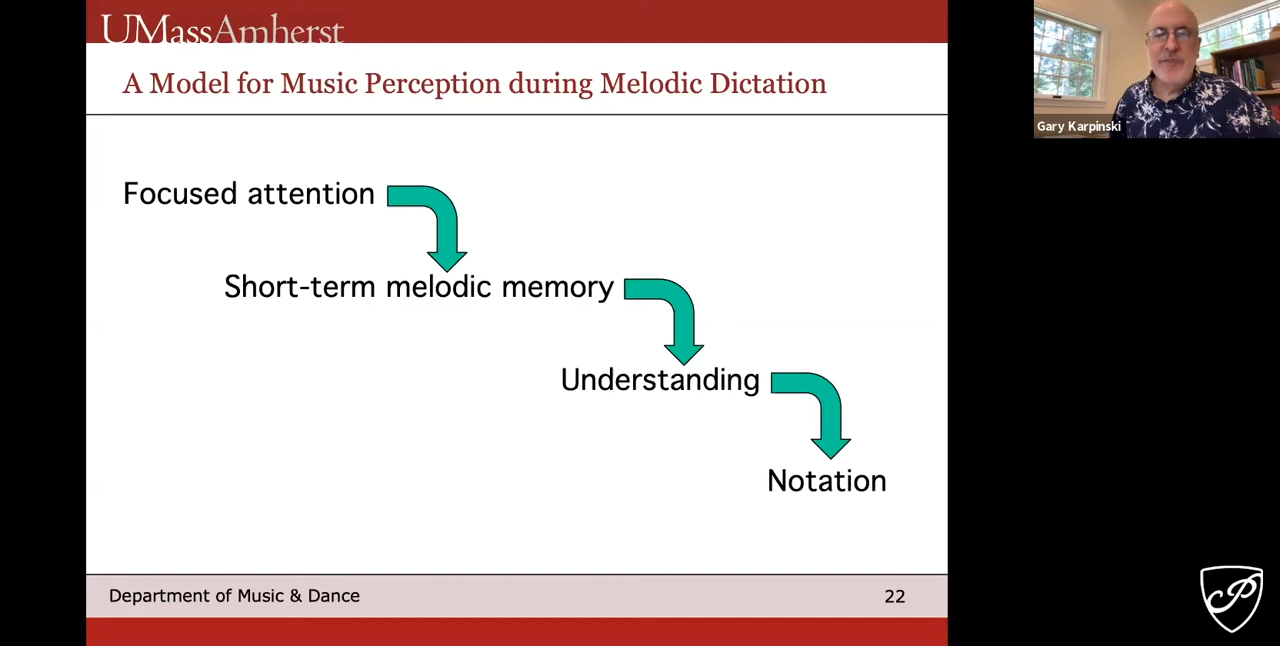 UMassAmherst
A Model for Music Perception during Melodic Dictation
Gary Karpinski
Focused attention
Short-term melodic memory
Understanding
Notation
Department of Music & Dance
22